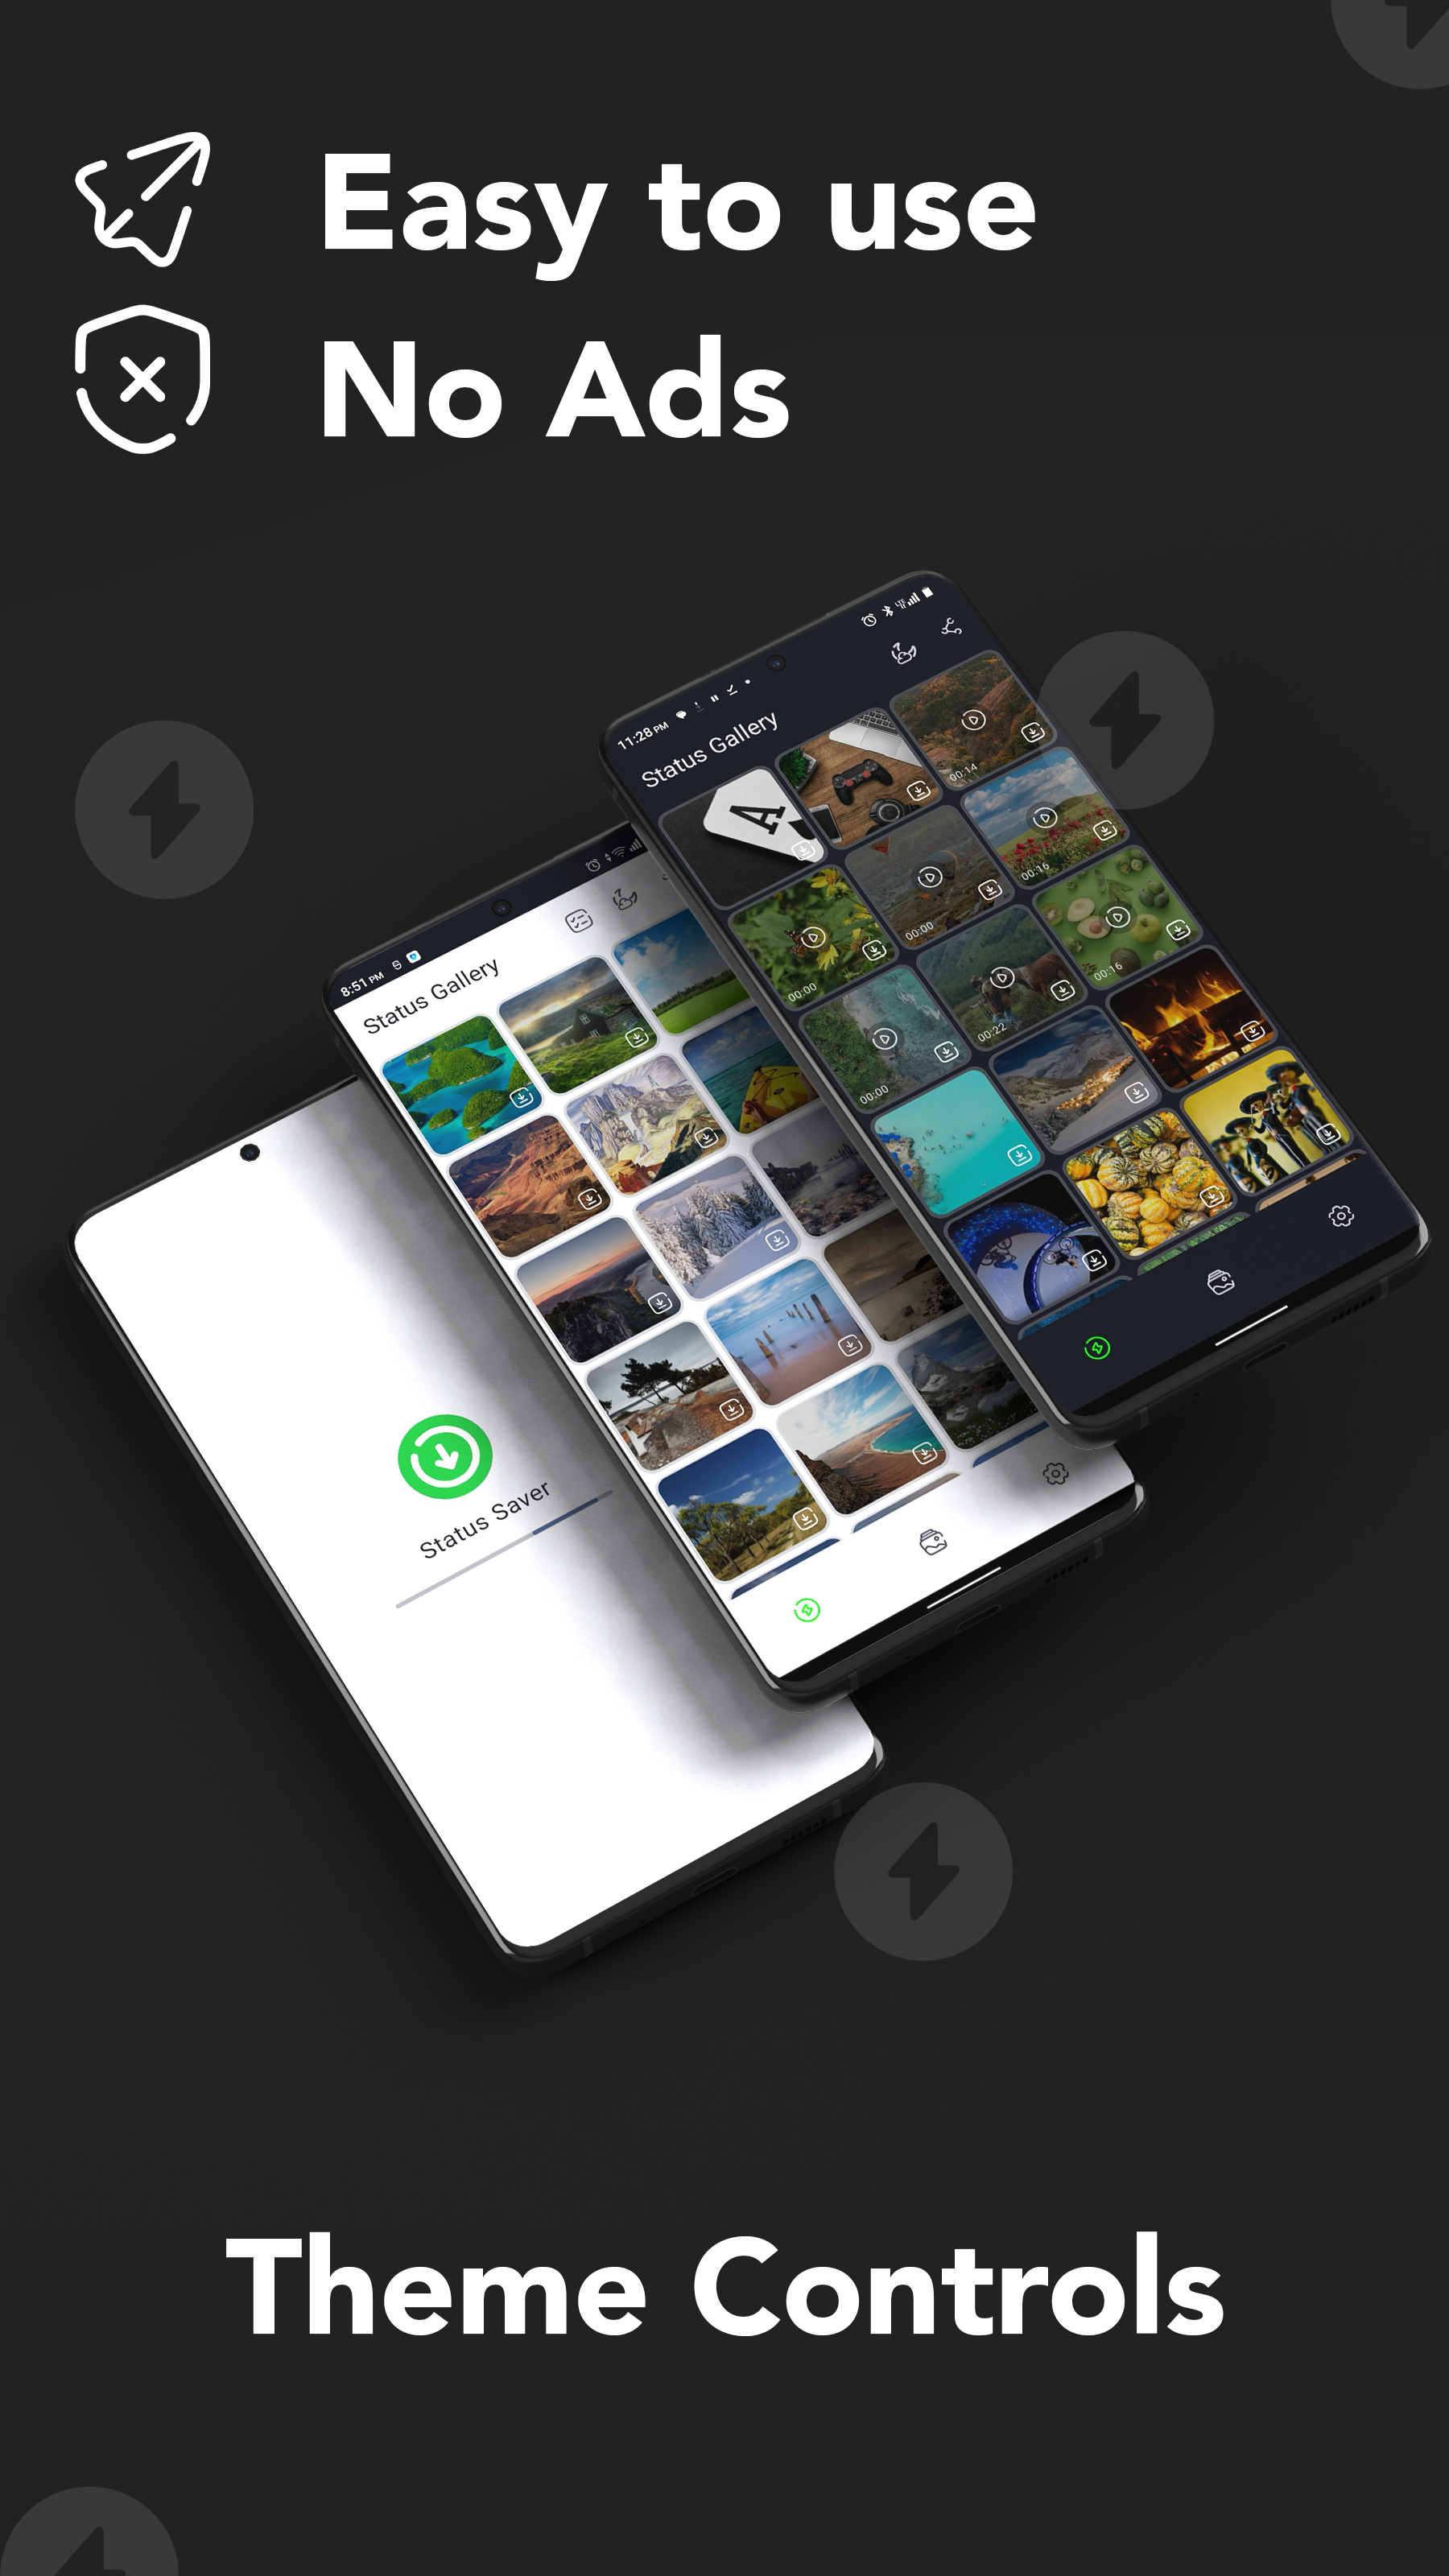 Easy to use
No Ads
11:28 PM
Status Gallery
00:14
00:16
00:00
00:00
00:16
00:22
00:00
8:51 PM
Status Gallery
A
Status Saver
Theme Controls